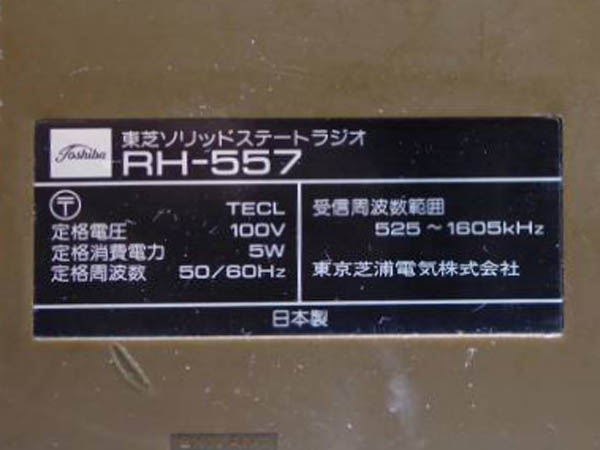 Toshiba
東芝ソリッドステートラジオ
RH-557
〒 TECL
定格電圧 100V
定格消費電力 5W
定格周波数 50/60Hz
受信周波数範囲
525～1605kHz
東京芝浦電気株式会社
日本製